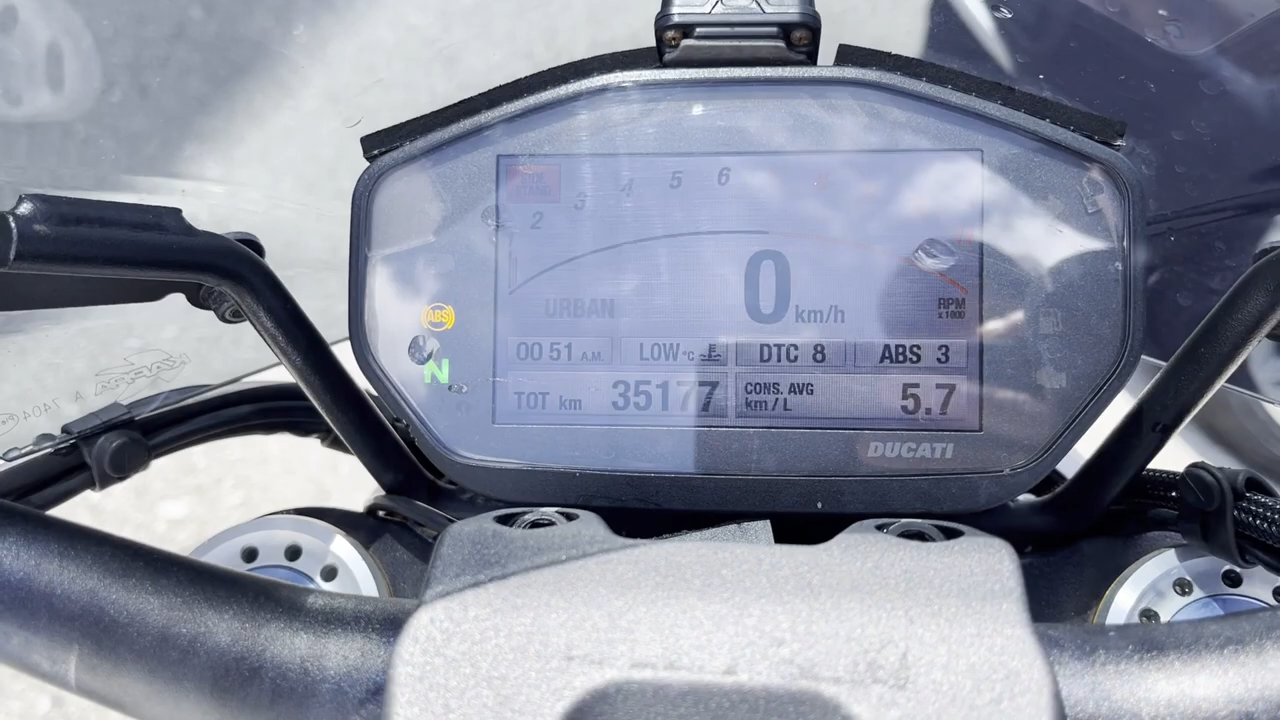 2 3 4 5 6
URBAN
0 km/h
RPM
x1000
ABS
N
00 51 A.M.
LOW °C
DTC 8
ABS 3
TOT km 35177
CONS. AVG
km / L
5.7
DUCATI
KAPPA